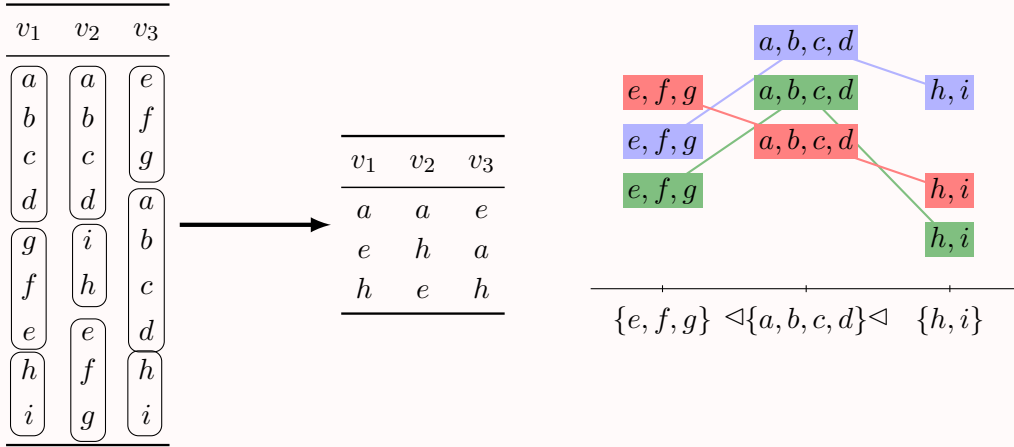 v1 v2 v3
a a e
b b f
c c g
d d a
g i b
f h c
e e d
h f h
i g i
v1 v2 v3
a a e
e h a
h e h
a, b, c, d
e, f, g a, b, c, d h, i
e, f, g a, b, c, d
e, f, g h, i
h, i
{e, f, g} ◁{a, b, c, d}◁ {h, i}